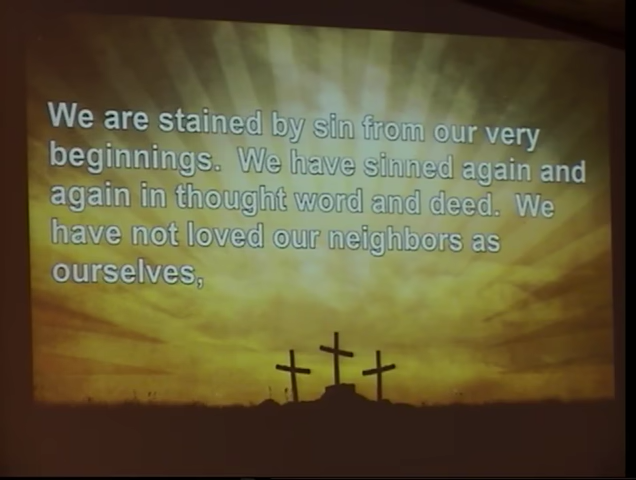 We are stained by sin from our very
beginnings.  We have sinned again and
again in thought word and deed.  We
have not loved our neighbors as
ourselves,